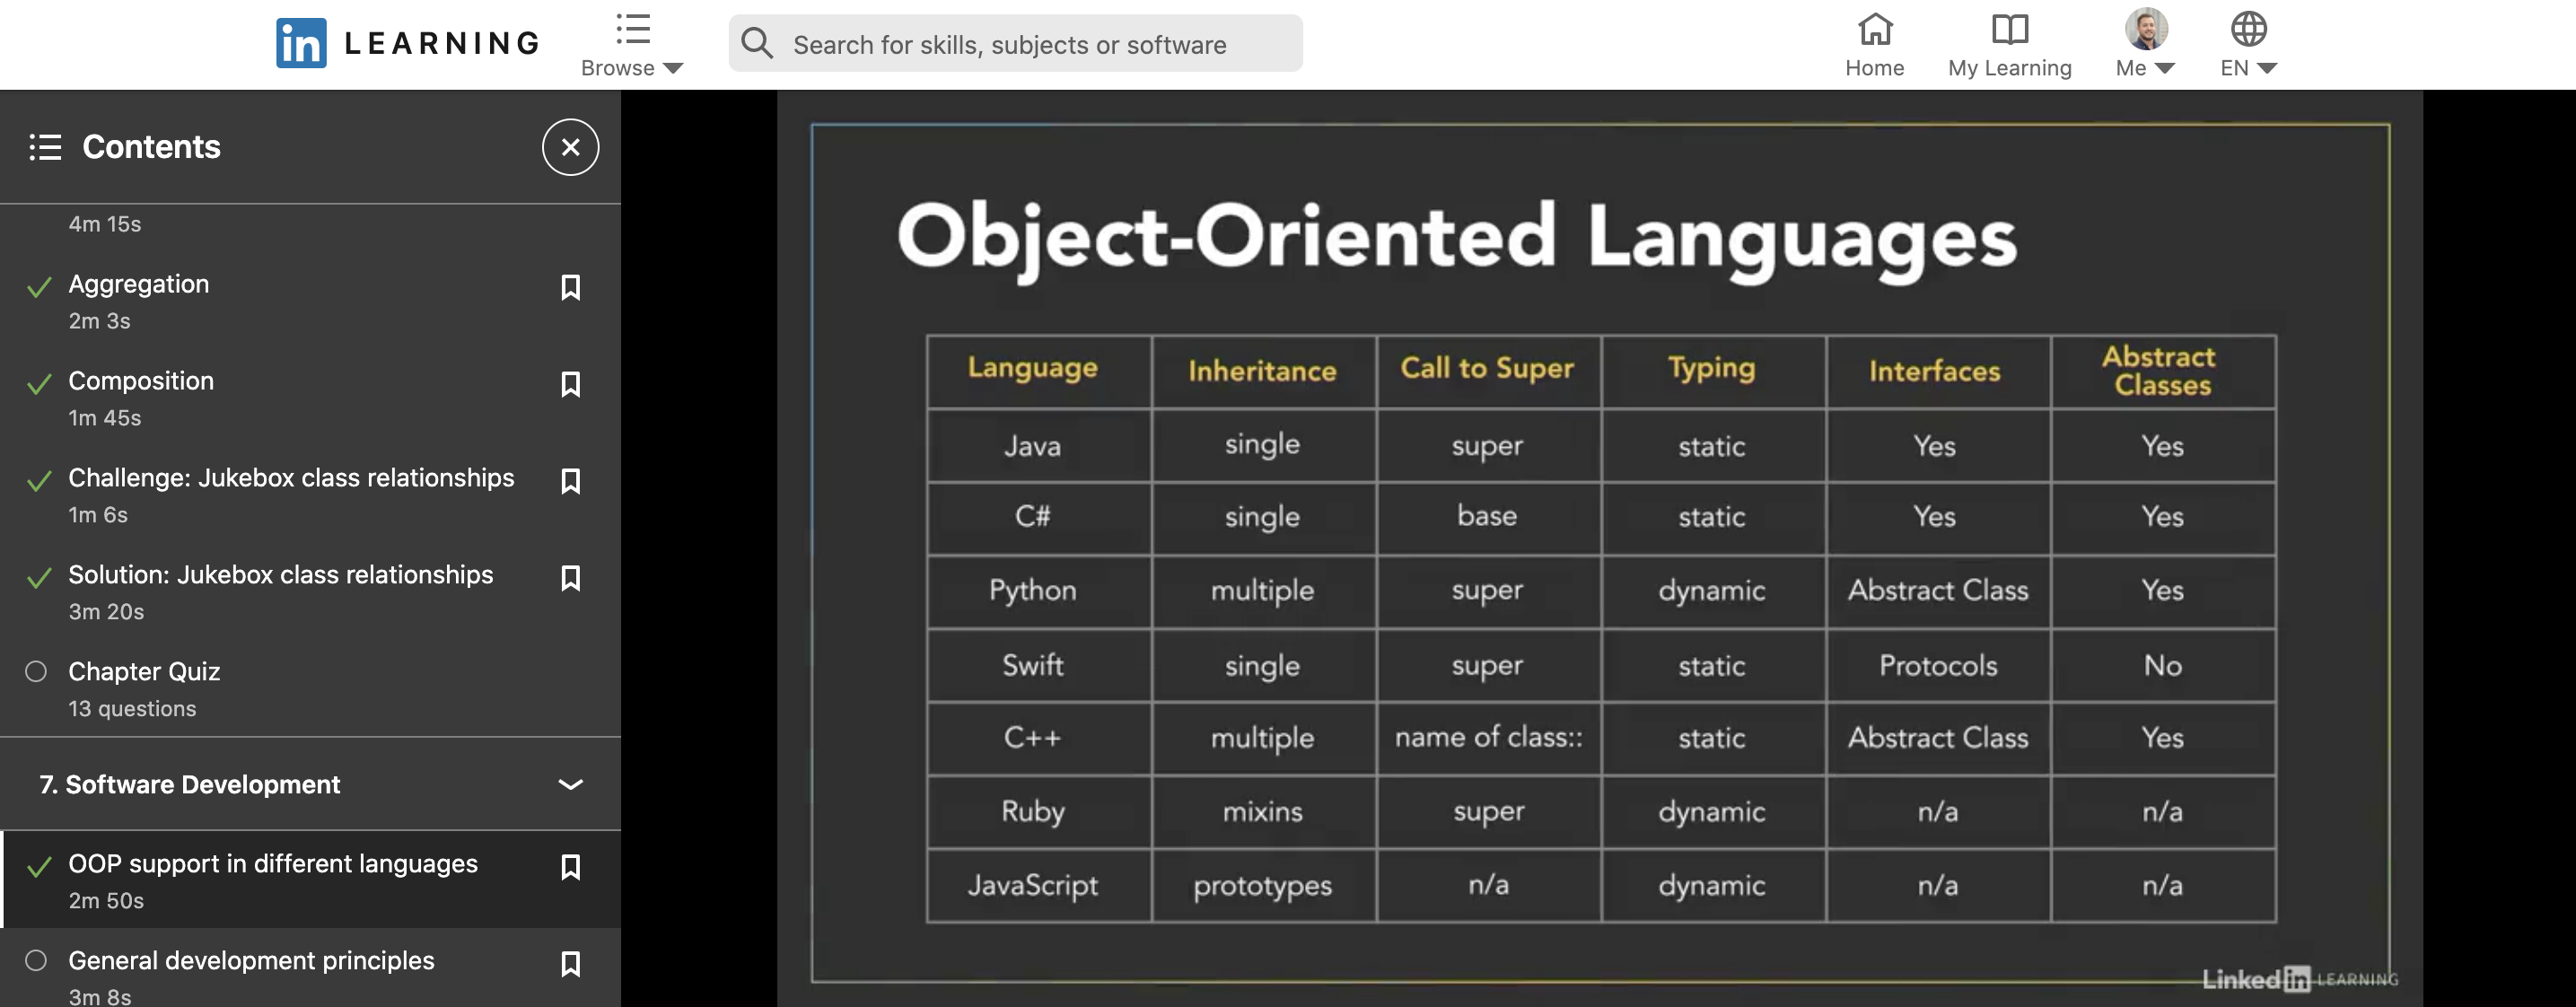 in LEARNING
Browse
Search for skills, subjects or software
Home
My Learning
Me
EN
Contents
4m 15s
Aggregation
2m 3s
Composition
1m 45s
Challenge: Jukebox class relationships
1m 6s
Solution: Jukebox class relationships
3m 20s
Chapter Quiz
13 questions
7. Software Development
OOP support in different languages
2m 50s
General development principles
3m 8s
Object-Oriented Languages
Language Inheritance Call to Super Typing Interfaces Abstract Classes
Java single super static Yes Yes
C# single base static Yes Yes
Python multiple super dynamic Abstract Class Yes
Swift single super static Protocols No
C++ multiple name of class:: static Abstract Class Yes
Ruby mixins super dynamic n/a n/a
JavaScript prototypes n/a dynamic n/a n/a
Linked in LEARNING